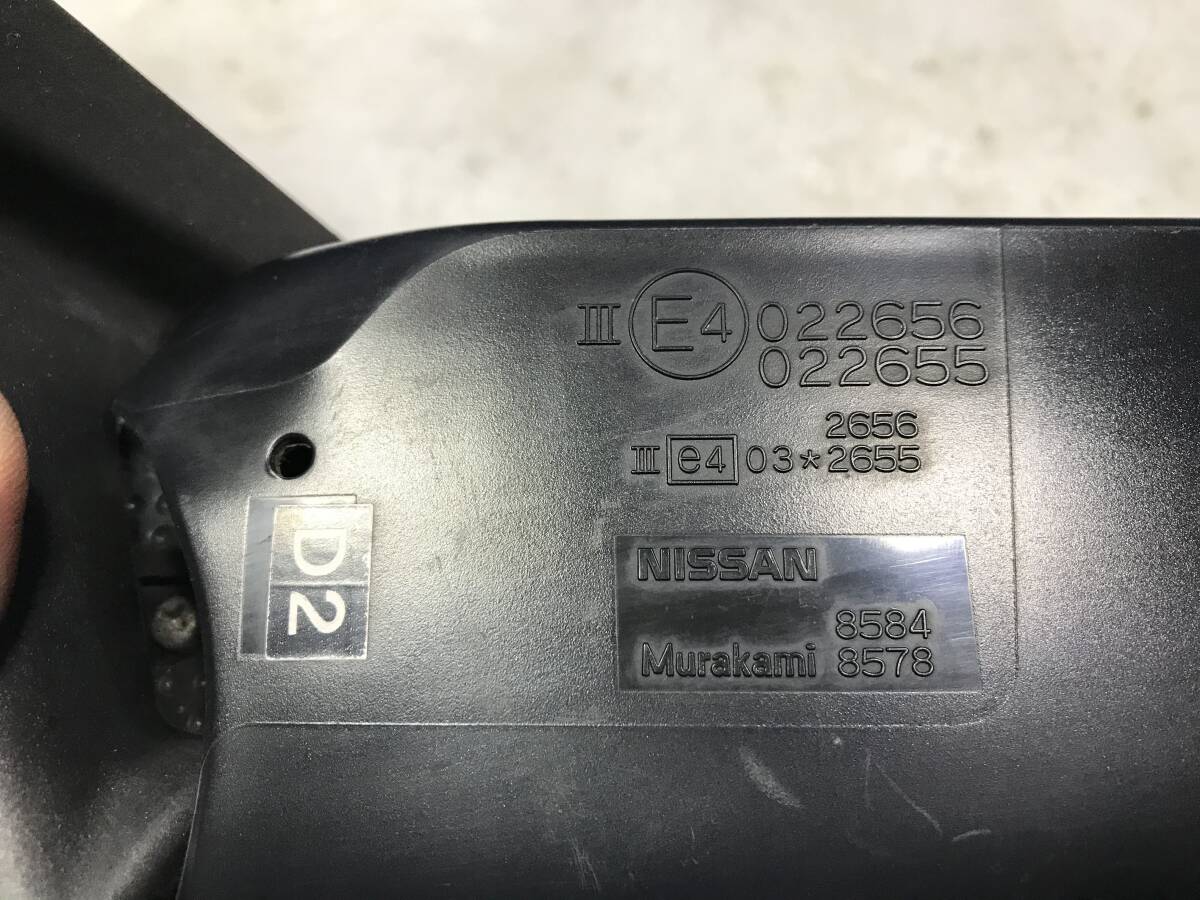 III E4 022656
022655
2656
III e4 03*2655
D2
NISSAN
8584
Murakami 8578